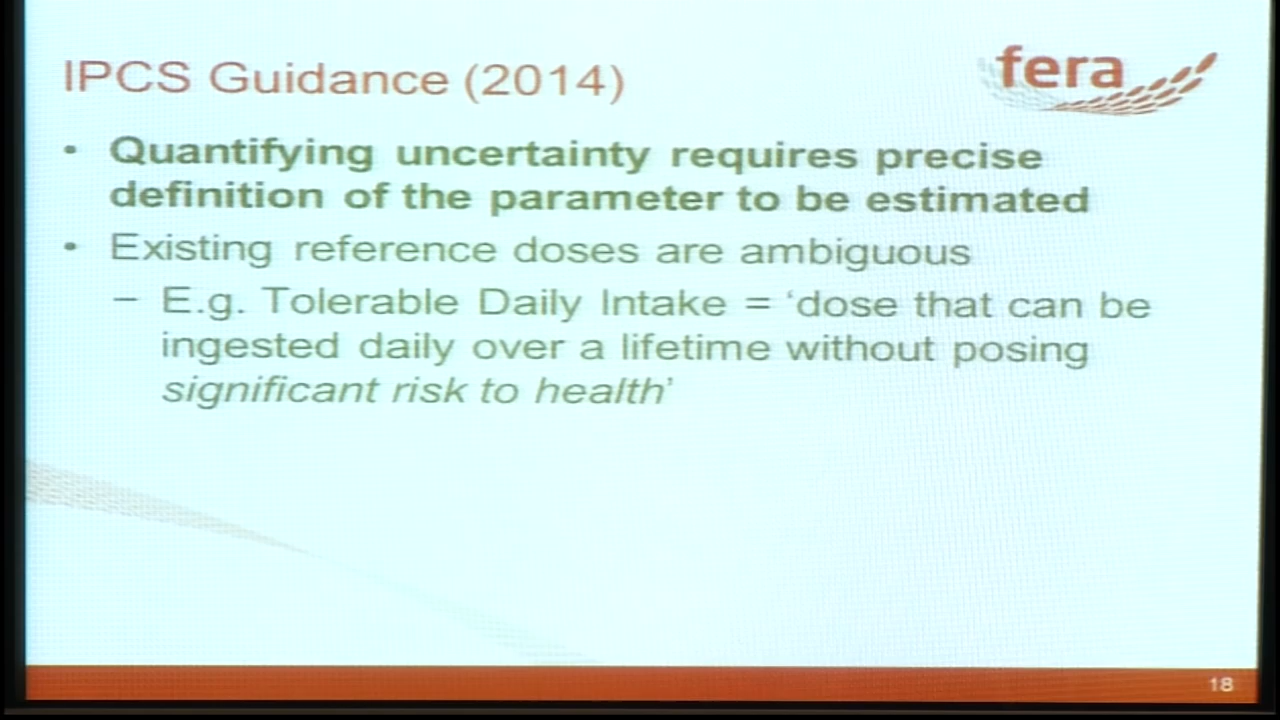 IPCS Guidance (2014)
fera
• Quantifying uncertainty requires precise
definition of the parameter to be estimated
• Existing reference doses are ambiguous
– E.g. Tolerable Daily Intake = ‘dose that can be
ingested daily over a lifetime without posing
significant risk to health’
18